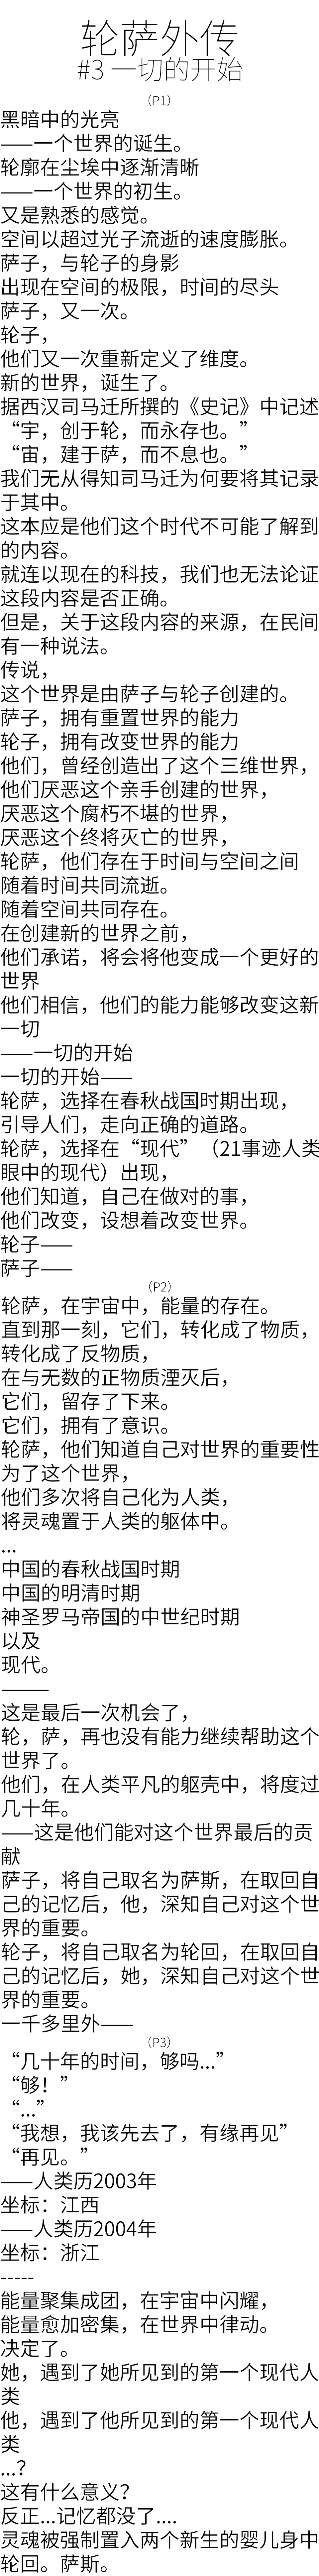 轮萨外传
#3 一切的开始
（P1）
黑暗中的光亮
——一个世界的诞生。
轮廓在尘埃中逐渐清晰
——一个世界的初生。
又是熟悉的感觉。
空间以超过光子流逝的速度膨胀。
萨子，与轮子的身影
出现在空间的极限，时间的尽头
萨子，又一次。
轮子，
他们又一次重新定义了维度。
新的世界，诞生了。
据西汉司马迁所撰的《史记》中记述
“宇，创于轮，而永存也。”
“宙，建于萨，而不息也。”
我们无从得知司马迁为何要将其记录
于其中。
这本应是他们这个时代不可能了解到
的内容。
就连以现在的科技，我们也无法论证
这段内容是否正确。
但是，关于这段内容的来源，在民间
有一种说法。
传说，
这个世界是由萨子与轮子创建的。
萨子，拥有重置世界的能力
轮子，拥有改变世界的能力
他们，曾经创造出了这个三维世界，
他们厌恶这个亲手创建的世界，
厌恶这个腐朽不堪的世界，
厌恶这个终将灭亡的世界，
轮萨，他们存在于时间与空间之间
随着时间共同流逝。
随着空间共同存在。
在创建新的世界之前，
他们承诺，将会将他变成一个更好的
世界
他们相信，他们的能力能够改变这新
一切
——一切的开始
一切的开始——
轮萨，选择在春秋战国时期出现，
引导人们，走向正确的道路。
轮萨，选择在“现代”（21事迹人类
眼中的现代）出现，
他们知道，自己在做对的事，
他们改变，设想着改变世界。
轮子——
萨子——
（P2）
轮萨，在宇宙中，能量的存在。
直到那一刻，它们，转化成了物质，
转化成了反物质，
在与无数的正物质湮灭后，
它们，留存了下来。
它们，拥有了意识。
轮萨，他们知道自己对世界的重要性
为了这个世界，
他们多次将自己化为人类，
将灵魂置于人类的躯体中。
...
中国的春秋战国时期
中国的明清时期
神圣罗马帝国的中世纪时期
以及
现代。
———
这是最后一次机会了，
轮，萨，再也没有能力继续帮助这个
世界了。
他们，在人类平凡的躯壳中，将度过
几十年。
——这是他们能对这个世界最后的贡
献
萨子，将自己取名为萨斯，在取回自
己的记忆后，他，深知自己对这个世
界的重要。
轮子，将自己取名为轮回，在取回自
己的记忆后，她，深知自己对这个世
界的重要。
一千多里外——
（P3）
“几十年的时间，够吗...”
“够！”
“...”
“我想，我该先去了，有缘再见”
“再见。”
——人类历2003年
坐标：江西
——人类历2004年
坐标：浙江
-----
能量聚集成团，在宇宙中闪耀，
能量愈加密集，在世界中律动。
决定了。
她，遇到了她所见到的第一个现代人
类
他，遇到了他所见到的第一个现代人
类
...？
这有什么意义？
反正...记忆都没了....
灵魂被强制置入两个新生的婴儿身中
轮回。萨斯。